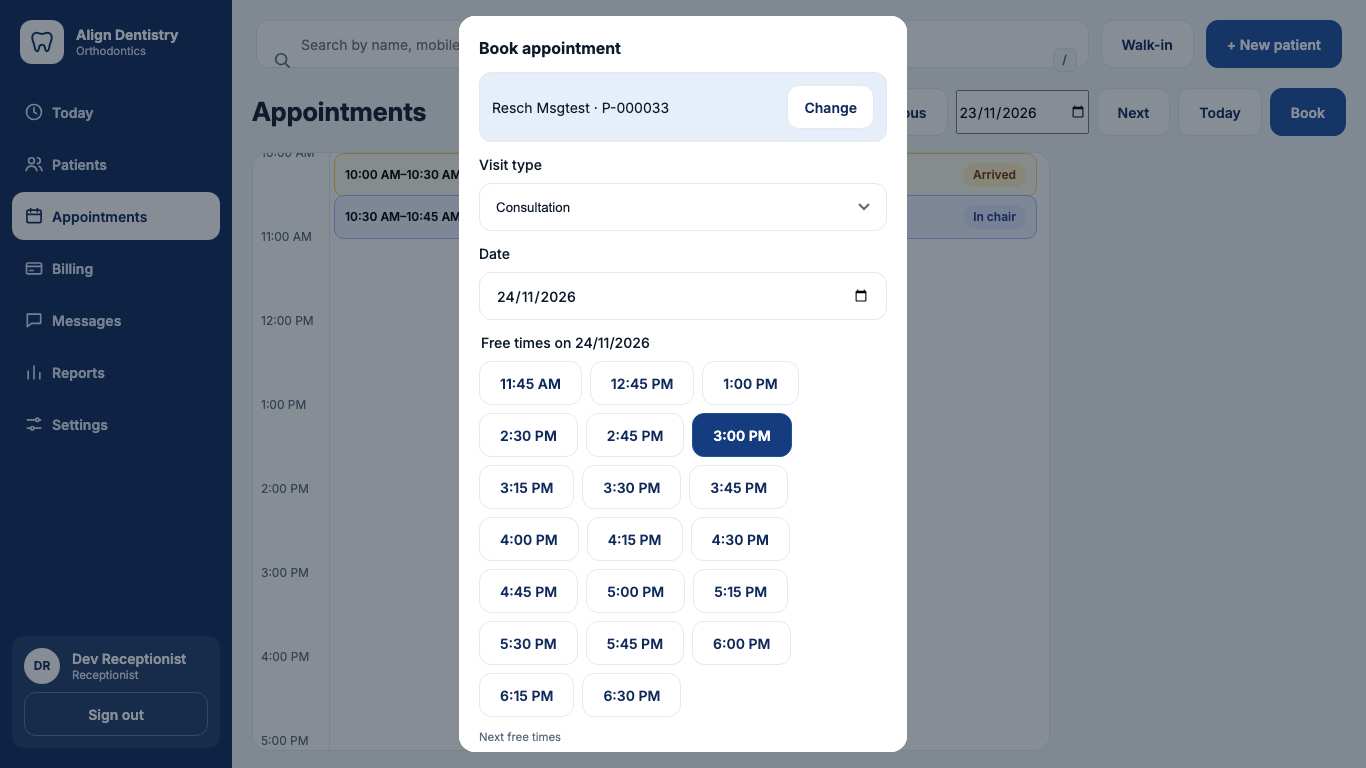 Align Dentistry
Orthodontics
Today
Patients
Appointments
Billing
Messages
Reports
Settings
DR
Dev Receptionist
Receptionist
Sign out
Search by name, mobile
/
Walk-in
+ New patient
Appointments
ous
23/11/2026
Next
Today
Book
10:00 AM
10:00 AM–10:30 AM
Arrived
10:30 AM–10:45 AM
In chair
11:00 AM
12:00 PM
1:00 PM
2:00 PM
3:00 PM
4:00 PM
5:00 PM
Book appointment
Resch Msgtest · P-000033
Change
Visit type
Consultation
Date
24/11/2026
Free times on 24/11/2026
11:45 AM 12:45 PM 1:00 PM
2:30 PM 2:45 PM 3:00 PM
3:15 PM 3:30 PM 3:45 PM
4:00 PM 4:15 PM 4:30 PM
4:45 PM 5:00 PM 5:15 PM
5:30 PM 5:45 PM 6:00 PM
6:15 PM 6:30 PM
Next free times